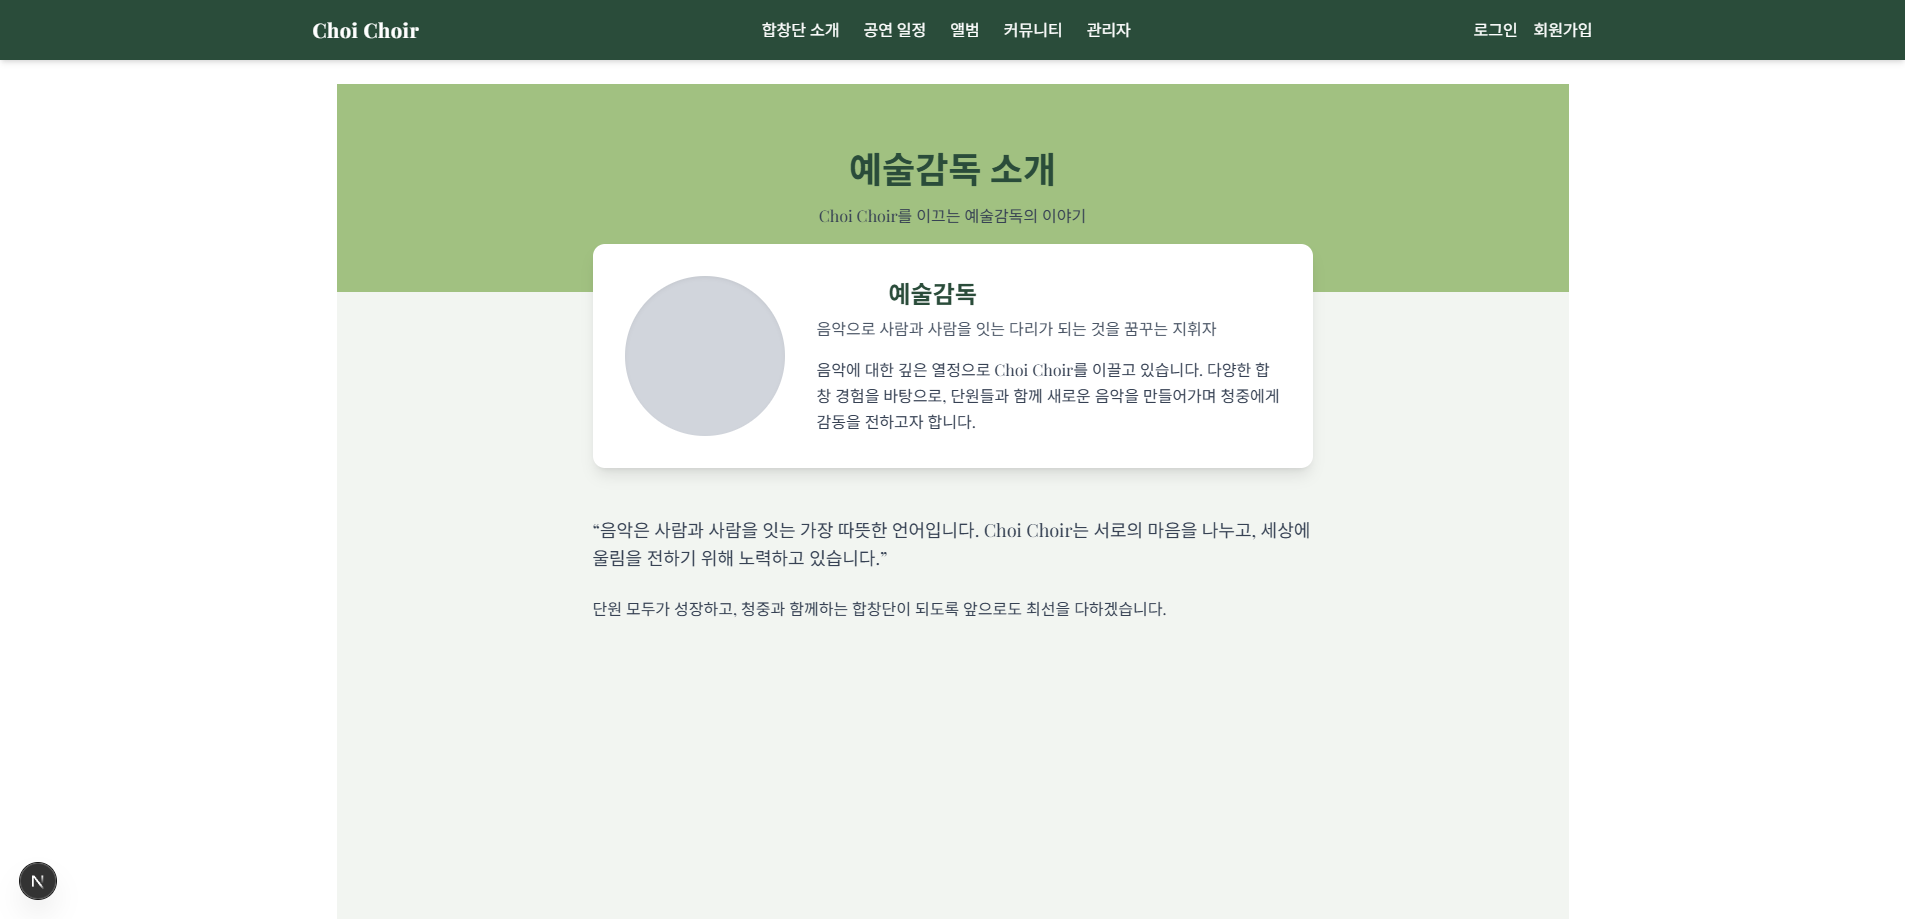 Choi Choir
합창단 소개
공연 일정
앨범
커뮤니티
관리자
로그인
회원가입
예술감독 소개
Choi Choir를 이끄는 예술감독의 이야기
예술감독
음악으로 사람과 사람을 잇는 다리가 되는 것을 꿈꾸는 지휘자
음악에 대한 깊은 열정으로 Choi Choir를 이끌고 있습니다. 다양한 합
창 경험을 바탕으로, 단원들과 함께 새로운 음악을 만들어가며 청중에게
감동을 전하고자 합니다.
“음악은 사람과 사람을 잇는 가장 따뜻한 언어입니다. Choi Choir는 서로의 마음을 나누고, 세상에
울림을 전하기 위해 노력하고 있습니다.”
단원 모두가 성장하고, 청중과 함께하는 합창단이 되도록 앞으로도 최선을 다하겠습니다.
N